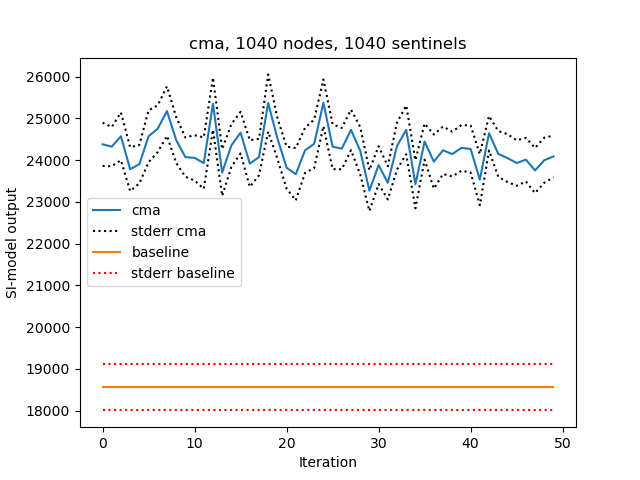 cma, 1040 nodes, 1040 sentinels
SI-model output
26000
25000
24000
23000
22000
21000
20000
19000
18000
cma
stderr cma
baseline
stderr baseline
0 10 20 30 40 50
Iteration